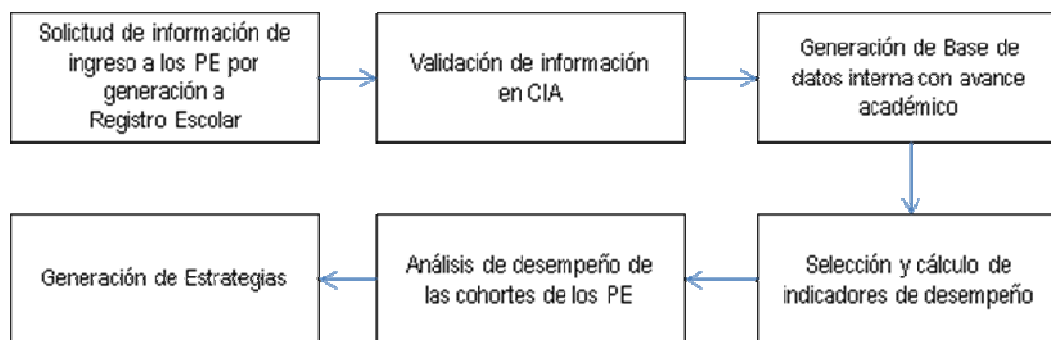 Solicitud de información de
ingreso a los PE por
generación a
Registro Escolar
Validación de información
en CIA
Generación de Base de
datos interna con avance
académico
Selección y cálculo de
indicadores de desempeño
Análisis de desempeño de
las cohortes de los PE
Generación de Estrategias